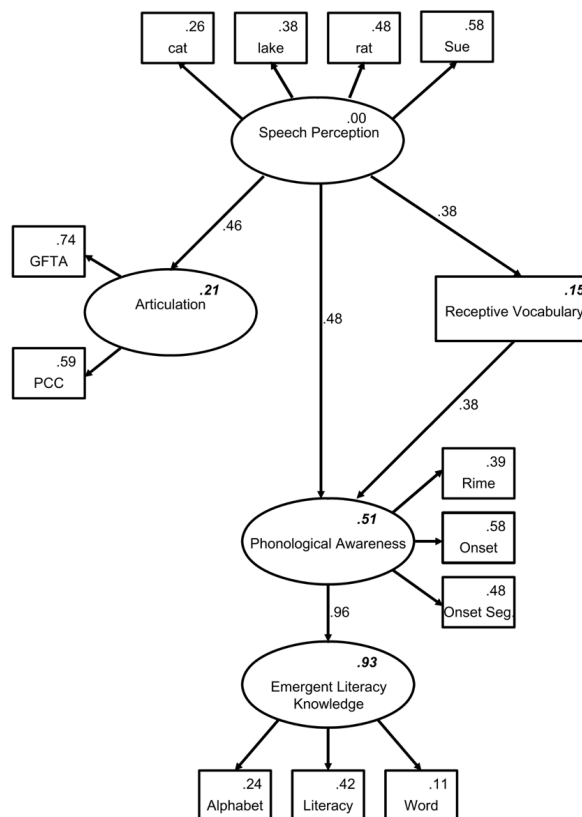 .26
cat
.38
lake
.48
rat
.58
Sue
.00
Speech Perception
.46
.48
.38
.74
GFTA
.21
Articulation
.15
Receptive Vocabulary
.59
PCC
.38
.39
Rime
.51
Phonological Awareness
.58
Onset
.48
Onset Seg.
.96
.93
Emergent Literacy
Knowledge
.24
Alphabet
.42
Literacy
.11
Word